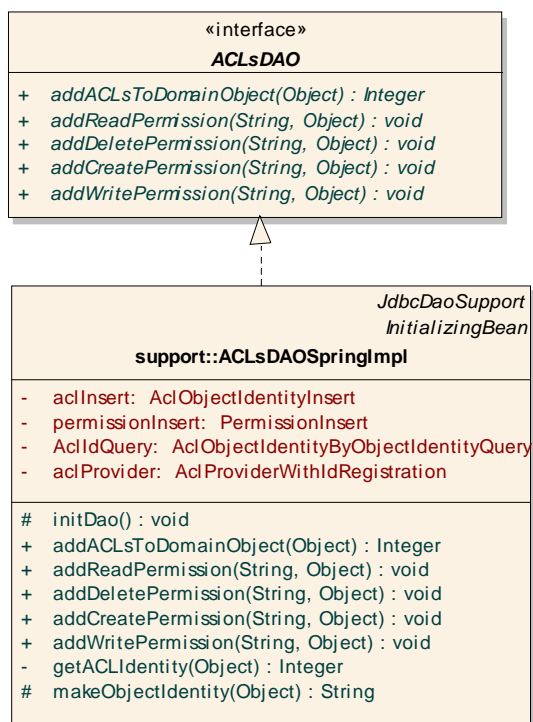 «interface»
ACLsDAO
+ addACLsToDomainObject(Object) : Integer
+ addReadPermission(String, Object) : void
+ addDeletePermission(String, Object) : void
+ addCreatePermission(String, Object) : void
+ addWritePermission(String, Object) : void
JdbcDaoSupport
InitializingBean
support::ACLsDAOSpringImpl
- aclInsert: AclObjectIdentityInsert
- permissionInsert: PermissionInsert
- AclIdQuery: AclObjectIdentityByObjectIdentityQuery
- aclProvider: AclProviderWithIdRegistration
# initDao() : void
+ addACLsToDomainObject(Object) : Integer
+ addReadPermission(String, Object) : void
+ addDeletePermission(String, Object) : void
+ addCreatePermission(String, Object) : void
+ addWritePermission(String, Object) : void
- getACLIdentity(Object) : Integer
# makeObjectIdentity(Object) : String